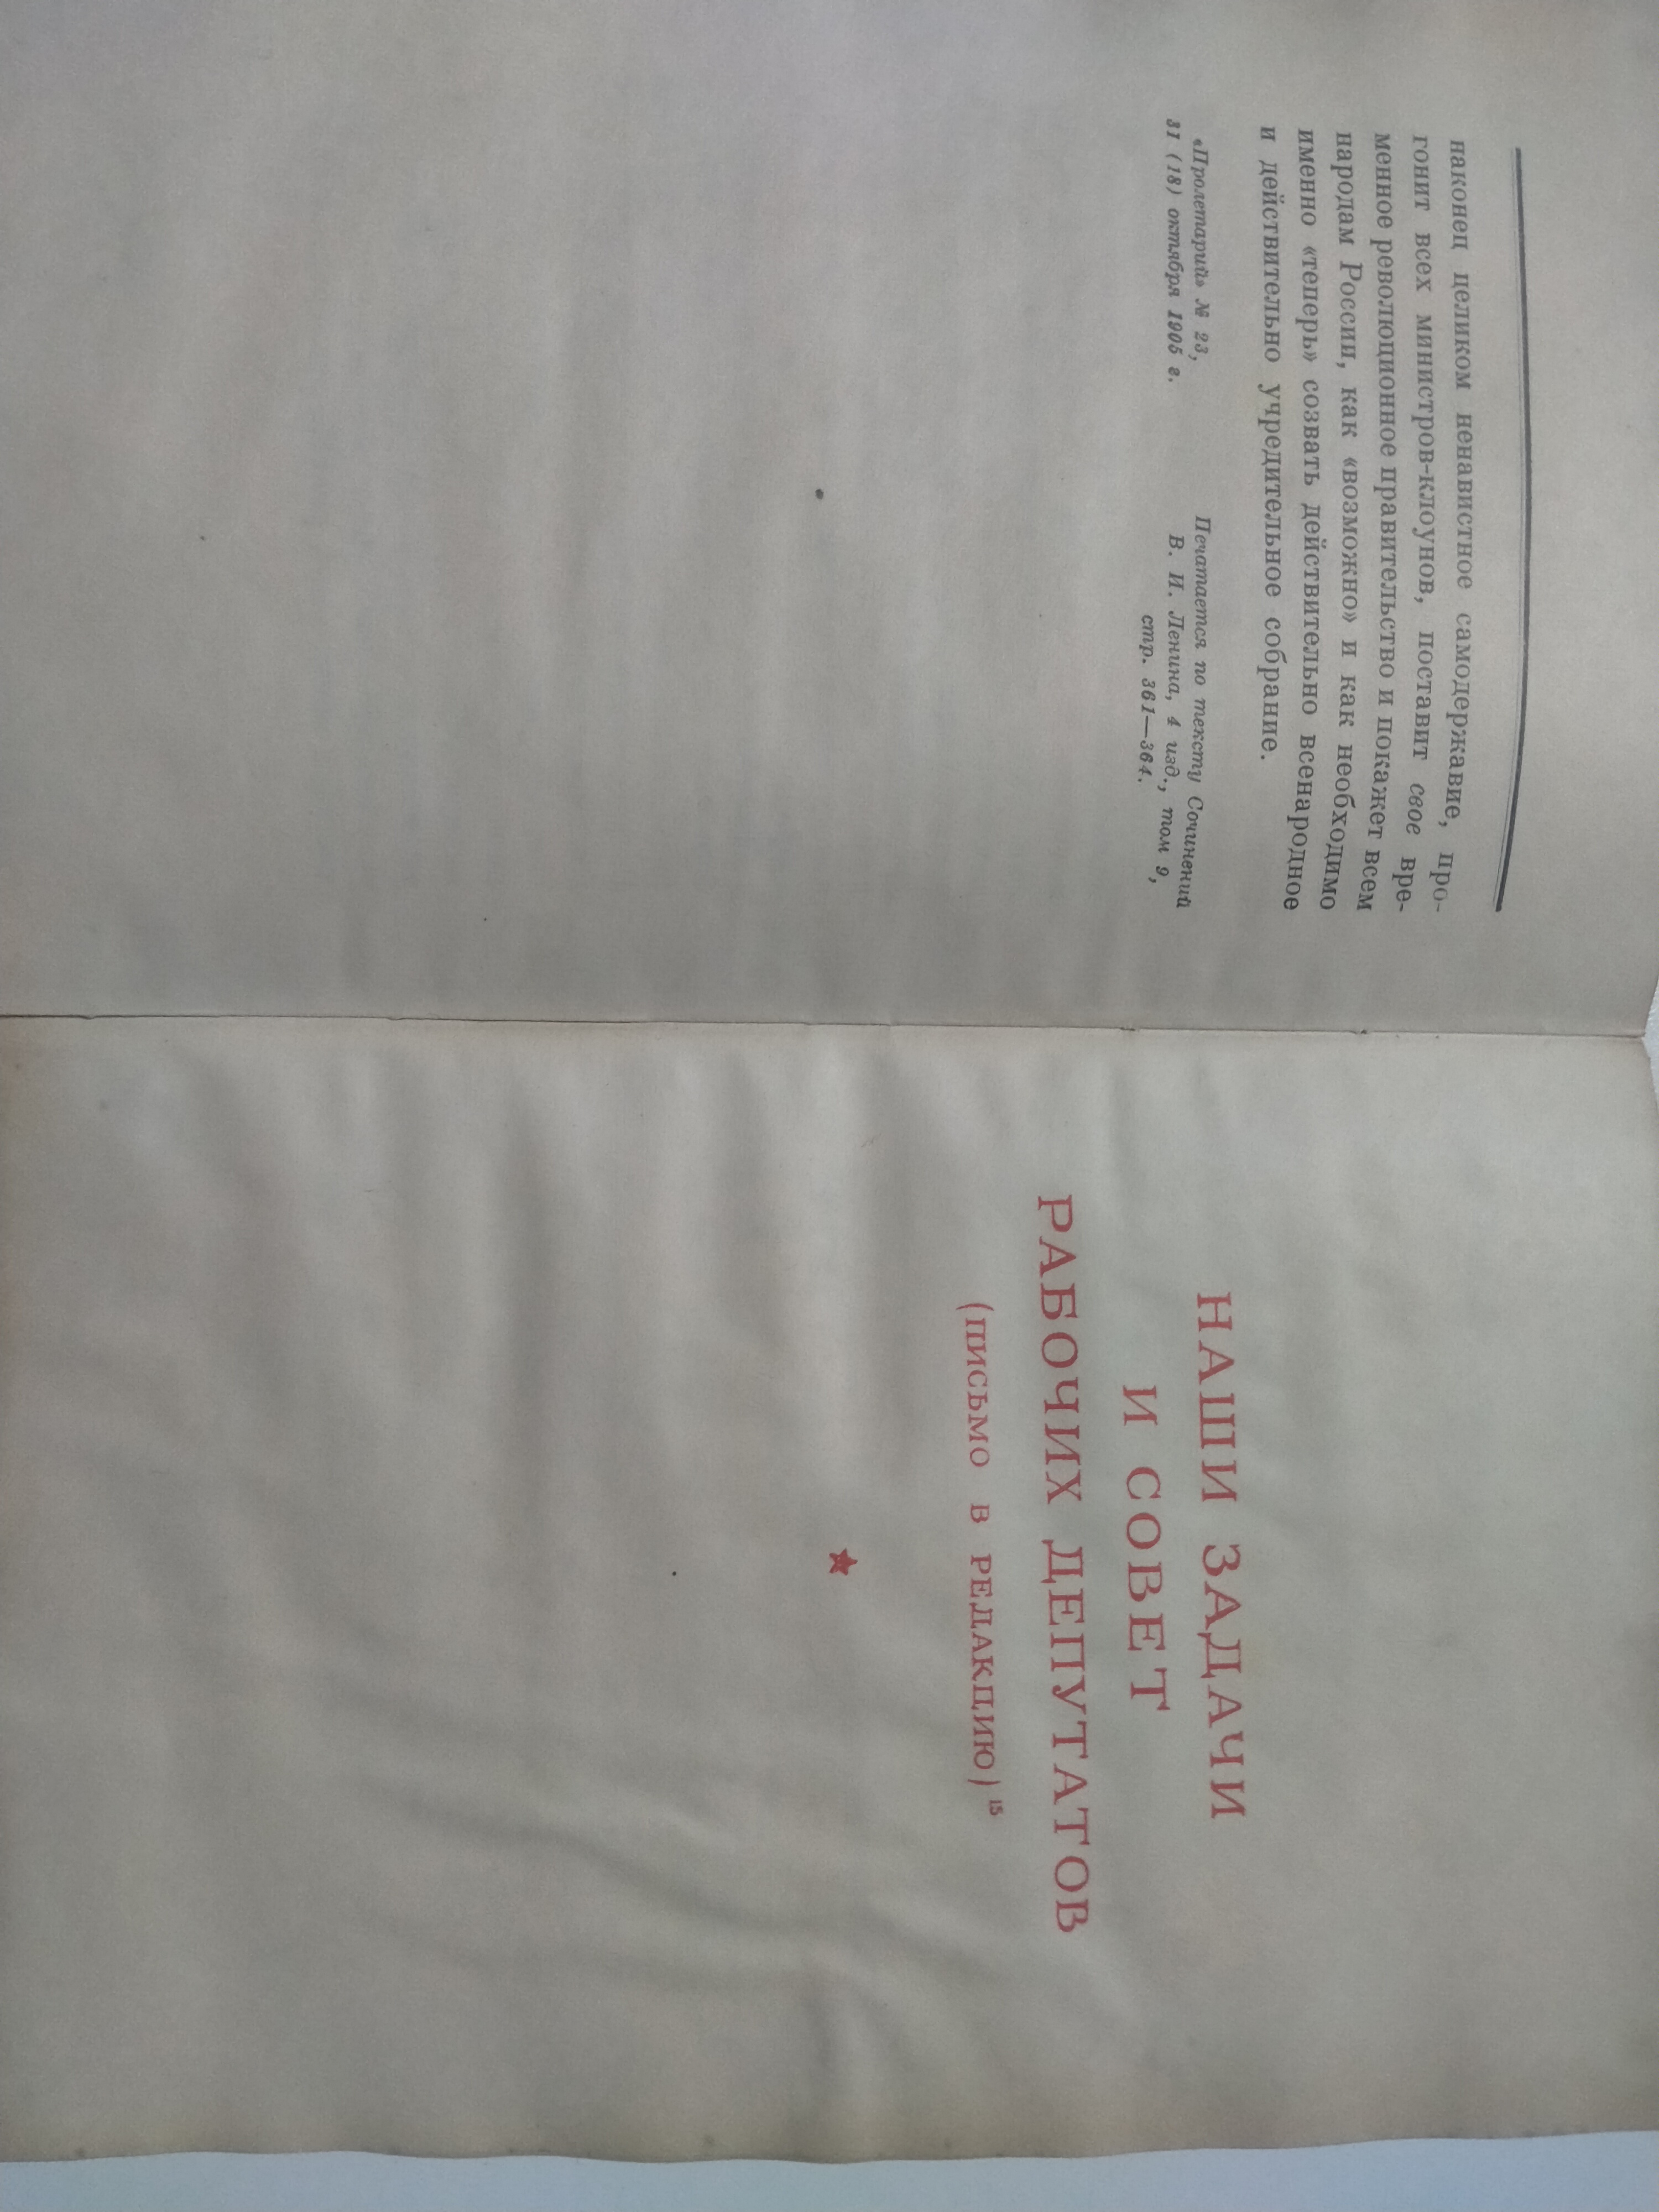 наконец целиком ненавистное самодержавие, про-
гонит всех министров-клоунов, поставит свое вре-
менное революционное правительство и покажет всем
народам России, как «возможно» и как необходимо
именно «теперь» созвать действительно всенародное
и действительно учредительное собрание.
«Пролетарий» № 23,
31 (18) октября 1905 г.
Печатается по тексту Сочинений
В. И. Ленина, 4 изд., том 9,
стр. 361—364.
НАШИ ЗАДАЧИ
И СОВЕТ
РАБОЧИХ ДЕПУТАТОВ
(ПИСЬМО В РЕДАКЦИЮ) 15